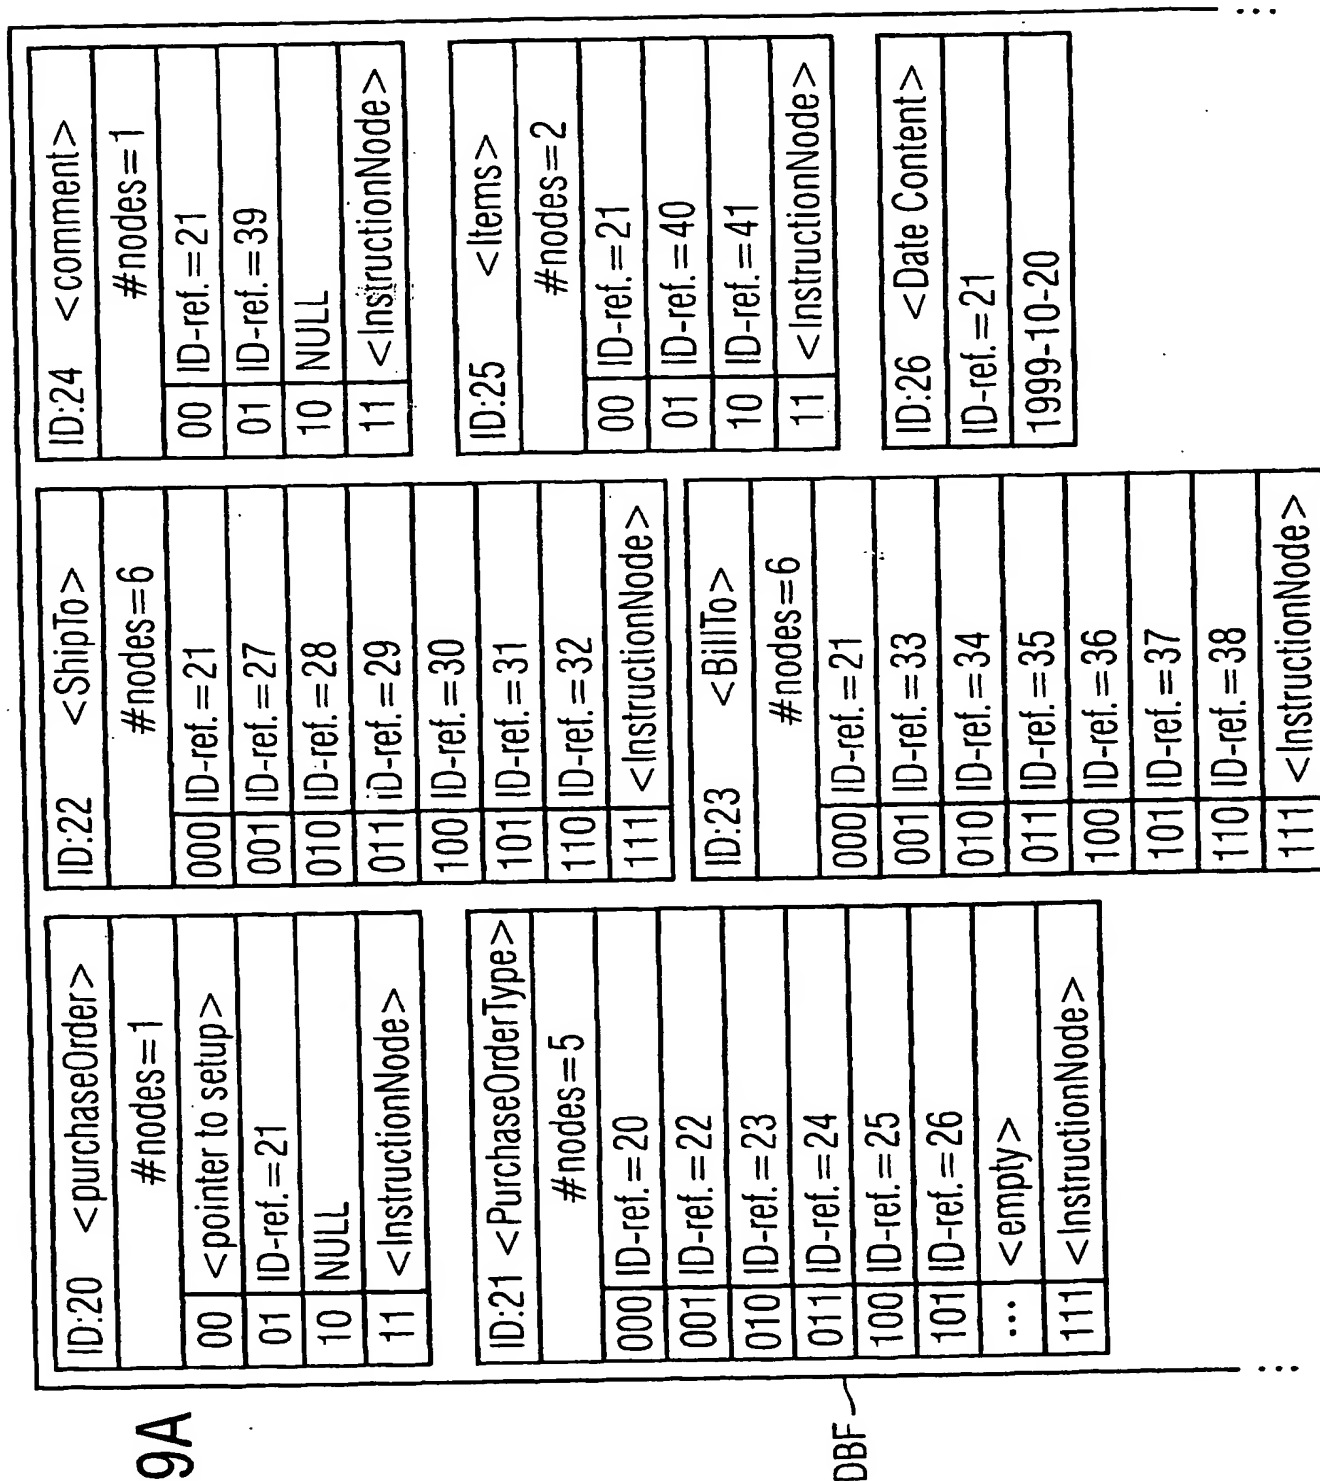 9A
ID:20 <purchaseOrder>
#nodes=1
00 <pointer to setup>
01 ID-ref.=21
10 NULL
11 <InstructionNode>
ID:21 <PurchaseOrderType>
#nodes=5
000 ID-ref.=20
001 ID-ref.=22
010 ID-ref.=23
011 ID-ref.=24
100 ID-ref.=25
101 ID-ref.=26
... <empty>
111 <InstructionNode>
ID:22 <ShipTo>
#nodes=6
000 ID-ref.=21
001 ID-ref.=27
010 ID-ref.=28
011 ID-ref.=29
100 ID-ref.=30
101 ID-ref.=31
110 ID-ref.=32
111 <InstructionNode>
ID:23 <BillTo>
#nodes=6
000 ID-ref.=21
001 ID-ref.=33
010 ID-ref.=34
011 ID-ref.=35
100 ID-ref.=36
101 ID-ref.=37
110 ID-ref.=38
111 <InstructionNode>
ID:24 <comment>
#nodes=1
00 ID-ref.=21
01 ID-ref.=39
10 NULL
11 <InstructionNode>
ID:25 <Items>
#nodes=2
00 ID-ref.=21
01 ID-ref.=40
10 ID-ref.=41
11 <InstructionNode>
ID:26 <Date Content>
ID-ref.=21
1999-10-20
DBF